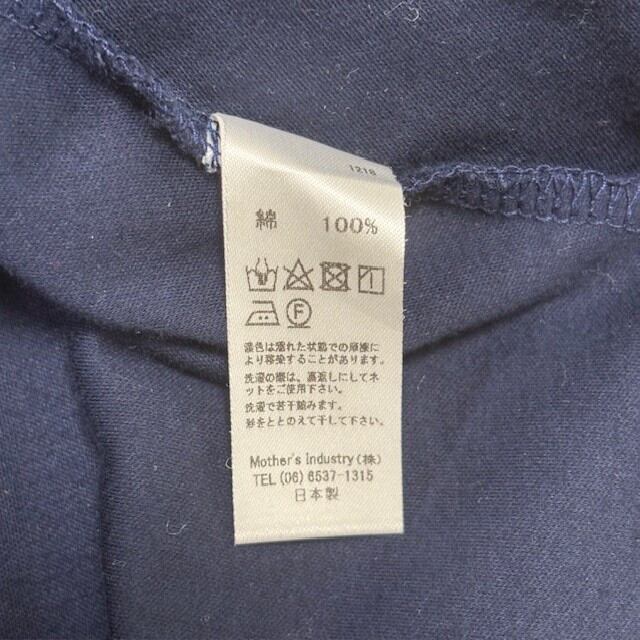 1218
綿 100%
F
濃色は濡れた状態での摩擦に
より移染することがあります。
洗濯の際は、裏返しにしてネ
ットをご使用下さい。
洗濯で若干縮みます。
形をととのえて干して下さい。
Mother's Industry(株)
TEL (06) 6537-1315
日本製